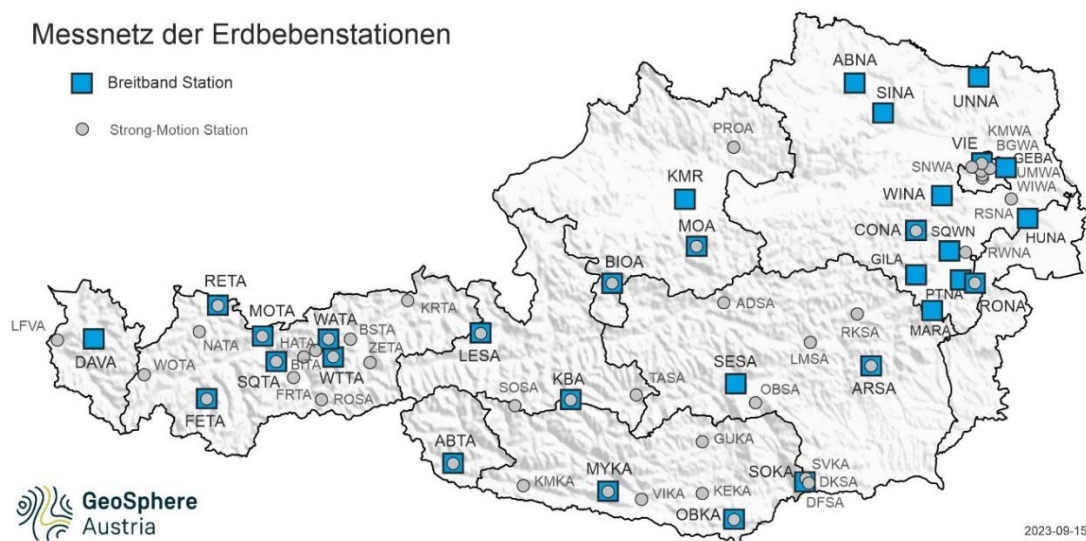 Messnetz der Erdbebenstationen
Breitband Station
Strong-Motion Station
ABNA
SINA
UNNA
PROA
KMWA
VIE
BGWA
SNWA
GEBA
UMWA
WIWA
KMR
WINA
RSNA
MOA
CONA
SQWN
HUNA
RWNA
BIOA
GILA
PTNA
RONA
RETA
MOTA
KRTA
ADSA
MARA
LFVA
DAVA
NATA
HATA
WATA
BSTA
ZETA
LESA
RKSA
LMSA
WOTA
SQTA
BITA
WTTA
FRTA
ROSA
FETA
SOSA
KBA
TASA
SESA
OBSA
ARSA
ABTA
GUKA
KMKA
MYKA
VIKA
KEKA
OBKA
SOKA
SVKA
DKSA
DFSA
GeoSphere
Austria
2023-09-15